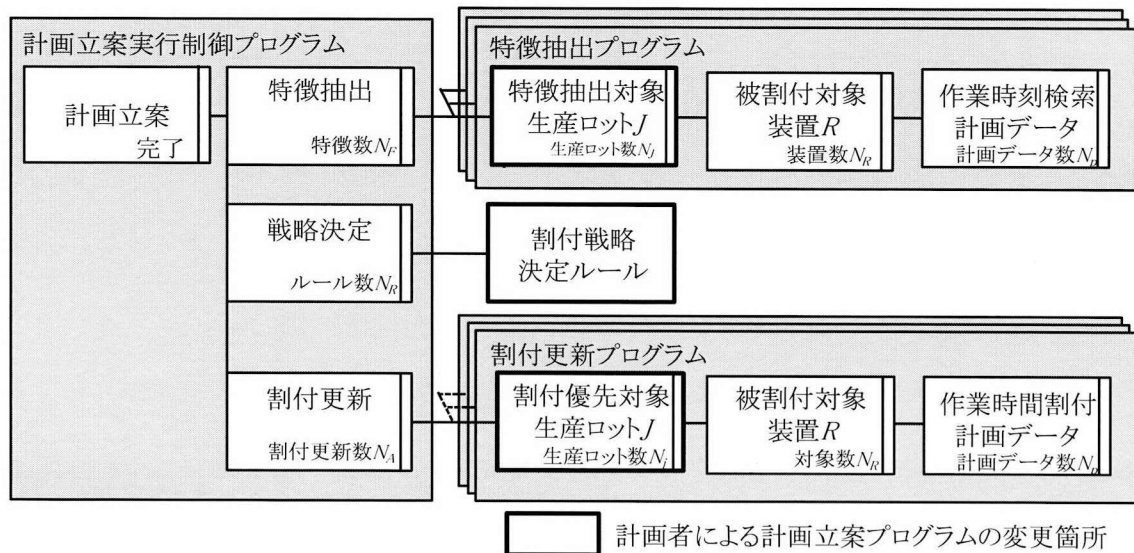 計画立案実行制御プログラム
計画立案
完了
特徴抽出
特徴数N_F
戦略決定
ルール数N_R
割付更新
割付更新数N_A
特徴抽出プログラム
特徴抽出対象
生産ロットJ
生産ロット数N_J
被割付対象
装置R
装置数N_R
作業時刻検索
計画データ
計画データ数N_p
割付戦略
決定ルール
割付更新プログラム
割付優先対象
生産ロットJ
生産ロット数N_j
被割付対象
装置R
対象数N_R
作業時間割付
計画データ
計画データ数N_p
計画者による計画立案プログラムの変更箇所